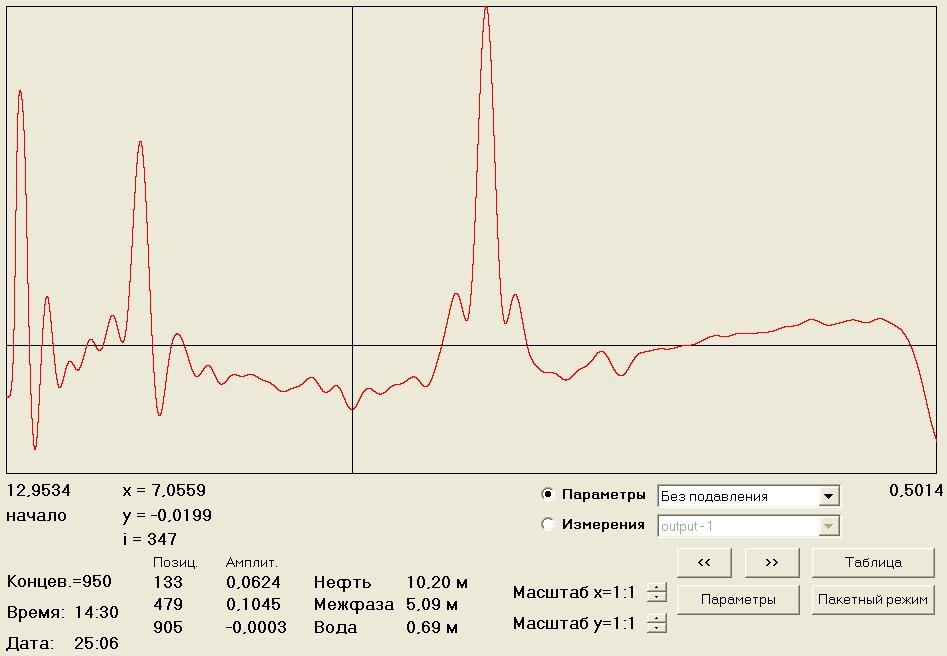 12,9534 x = 7,0559 0,5014
начало y = -0,0199
i = 347
Параметры Без подавления
Измерения output - 1
Позиц. Амплит.
Концев.=950 133 0,0624 Нефть 10,20 м
479 0,1045 Межфаза 5,09 м
Время: 14:30 905 -0,0003 Вода 0,69 м
Дата: 25:06
Масштаб x=1:1
Масштаб y=1:1
<< >> Таблица
Параметры Пакетный режим